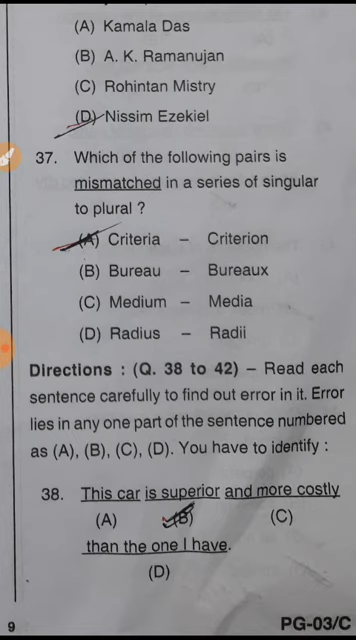 (A) Kamala Das
(B) A. K. Ramanujan
(C) Rohintan Mistry
(D) Nissim Ezekiel
37. Which of the following pairs is
mismatched in a series of singular
to plural ?
(A) Criteria – Criterion
(B) Bureau – Bureaux
(C) Medium – Media
(D) Radius – Radii
Directions : (Q. 38 to 42) – Read each
sentence carefully to find out error in it. Error
lies in any one part of the sentence numbered
as (A), (B), (C), (D). You have to identify :
38. This car is superior and more costly
(A) (B) (C)
than the one I have.
(D)
9 PG-03/C